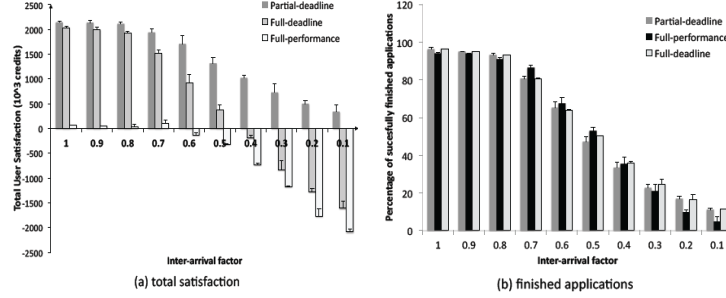 Partial-deadline
Full-deadline
Full-performance
Total User Satisfaction (10^3 credits)
2500
2000
1500
1000
500
0
-500
-1000
-1500
-2000
-2500
1 0.9 0.8 0.7 0.6 0.5 0.4 0.3 0.2 0.1
Inter-arrival factor
(a) total satisfaction
Partial-deadline
Full-performance
Full-deadline
Percentage of sucesfully finished applications
120
100
80
60
40
20
0
1 0.9 0.8 0.7 0.6 0.5 0.4 0.3 0.2 0.1
Inter-arrival factor
(b) finished applications